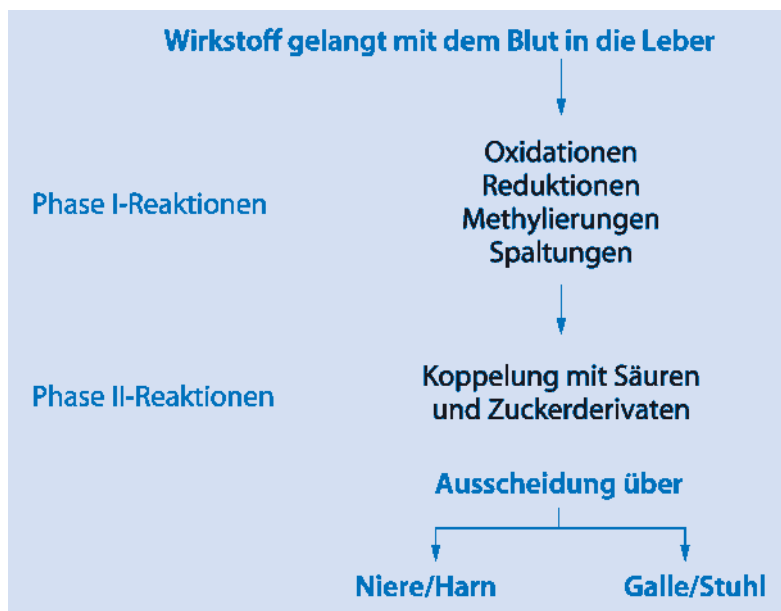 Wirkstoff gelangt mit dem Blut in die Leber
Oxidationen
Reduktionen
Phase I-Reaktionen
Methylierungen
Spaltungen
Koppelung mit Säuren
Phase II-Reaktionen
und Zuckerderivaten
Ausscheidung über
Niere/Harn
Galle/Stuhl